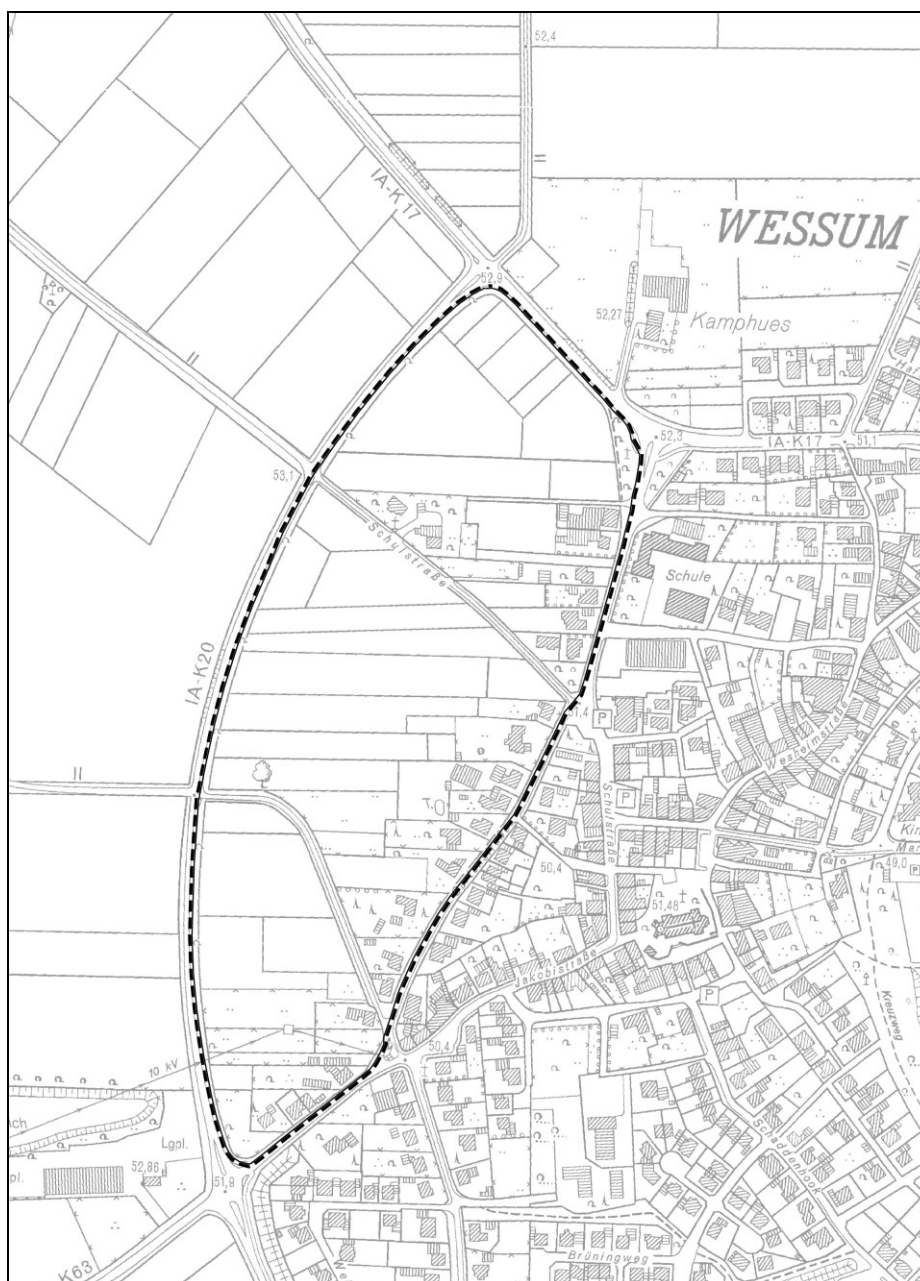 52,4
IA-K 17
WESSUM
52,9
52,27
Kamphues
52,3
IA-K17
51,1
53,1
Schulstraße
Schule
IA-K20
P
Schulstraße
P
50,4
51,48
49,0
P
Jakobistraße
P
Kreuzweg
50,4
10 kV
Lgpl.
Schaddenhook
52,86
51,9
K63
Brüningweg